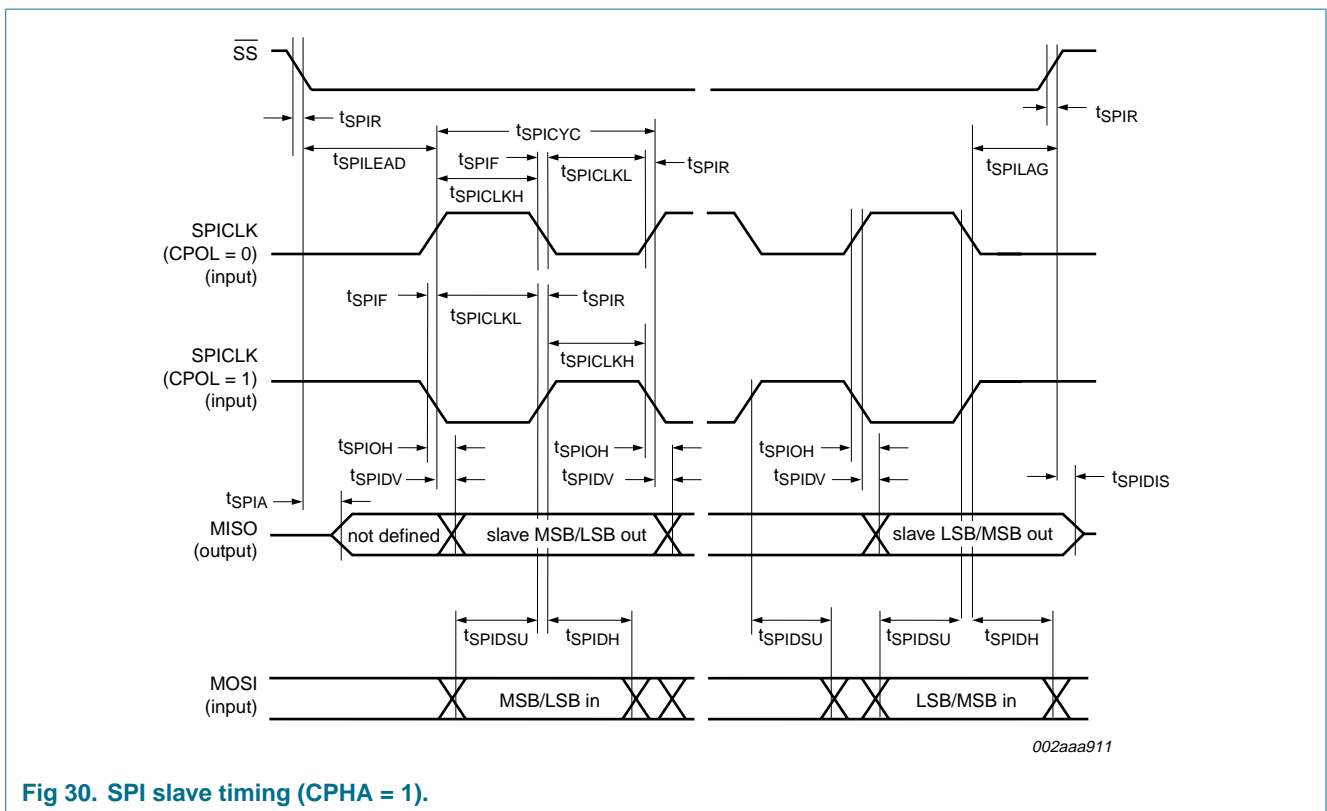 SS
tSPIR
tSPICYC
tSPIR
tSPILEAD
tSPIF
tSPICLKL
tSPIR
tSPILAG
tSPICLKH
SPICLK
(CPOL = 0)
(input)
tSPIF
tSPICLKL
tSPIR
SPICLK
(CPOL = 1)
(input)
tSPICLKH
tSPIOH
tSPIOH
tSPIOH
tSPIDV
tSPIDV
tSPIDV
tSPIDIS
tSPIA
MISO
(output)
not defined
slave MSB/LSB out
slave LSB/MSB out
tSPIDSU
tSPIDH
tSPIDSU
tSPIDSU
tSPIDH
MOSI
(input)
MSB/LSB in
LSB/MSB in
002aaa911
Fig 30. SPI slave timing (CPHA = 1).